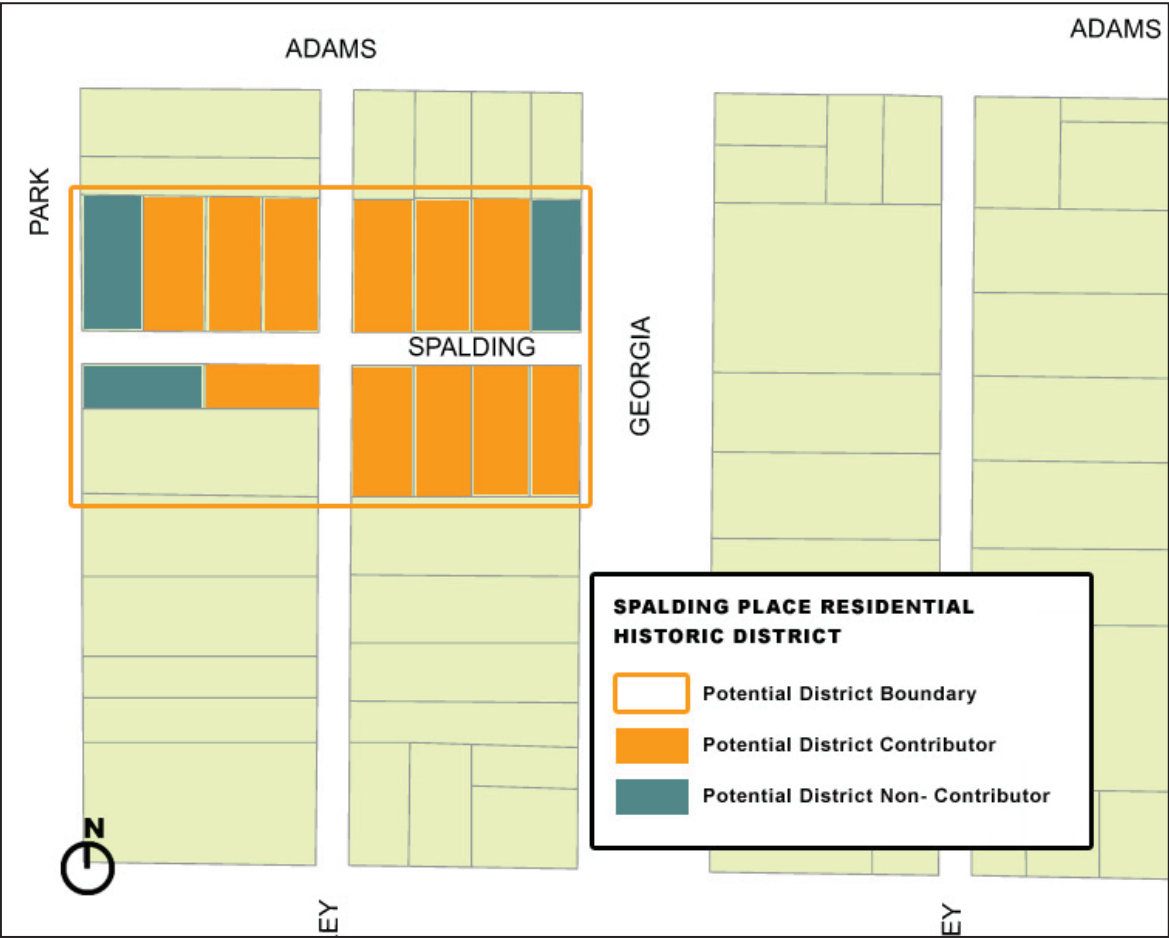 ADAMS
ADAMS
PARK
SPALDING
GEORGIA
SPALDING PLACE RESIDENTIAL
HISTORIC DISTRICT
Potential District Boundary
Potential District Contributor
Potential District Non- Contributor
N
EY
EY